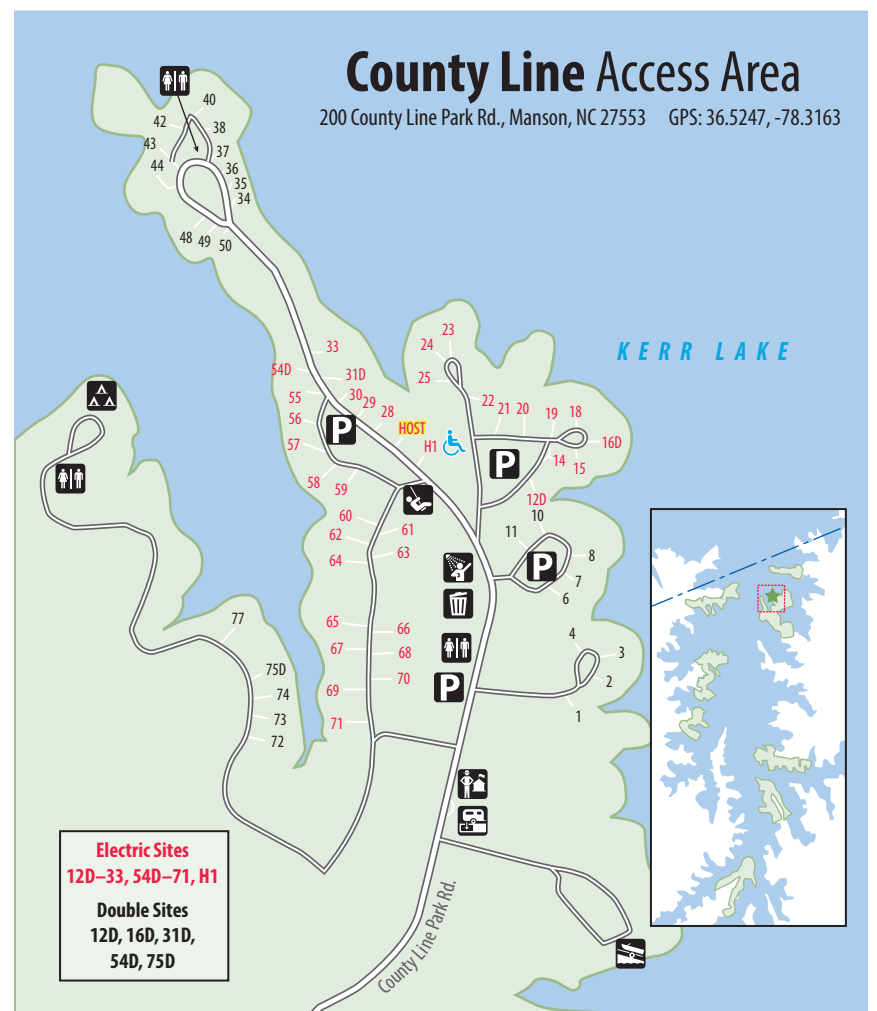 County Line Access Area
200 County Line Park Rd., Manson, NC 27553 GPS: 36.5247, -78.3163
40
42
38
43
37
44
36
35
34
48
49
50
KERR LAKE
23
24
33
25
54D
31D
55
30
29
28
22
21
20
19
18
56
P
HOST
H1
16D
57
P
14
15
58
59
12D
60
61
10
11
62
63
64
8
P
7
6
77
65
66
4
67
68
3
75D
70
2
69
P
74
73
71
1
72
Electric Sites
12D–33, 54D–71, H1
Double Sites
12D, 16D, 31D,
54D, 75D
County Line Park Rd.